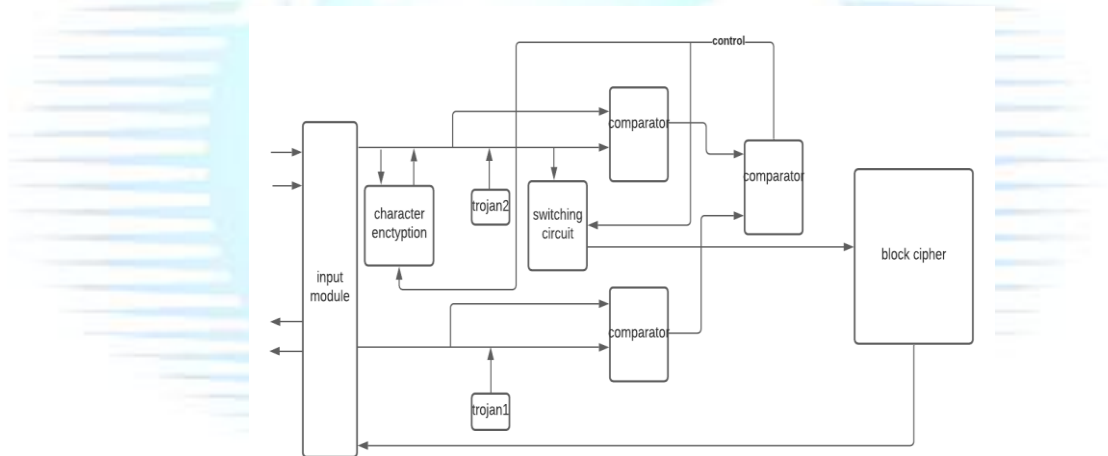 control
comparator
comparator
character
enctyption
trojan2
switching
circuit
block cipher
input
module
comparator
trojan1